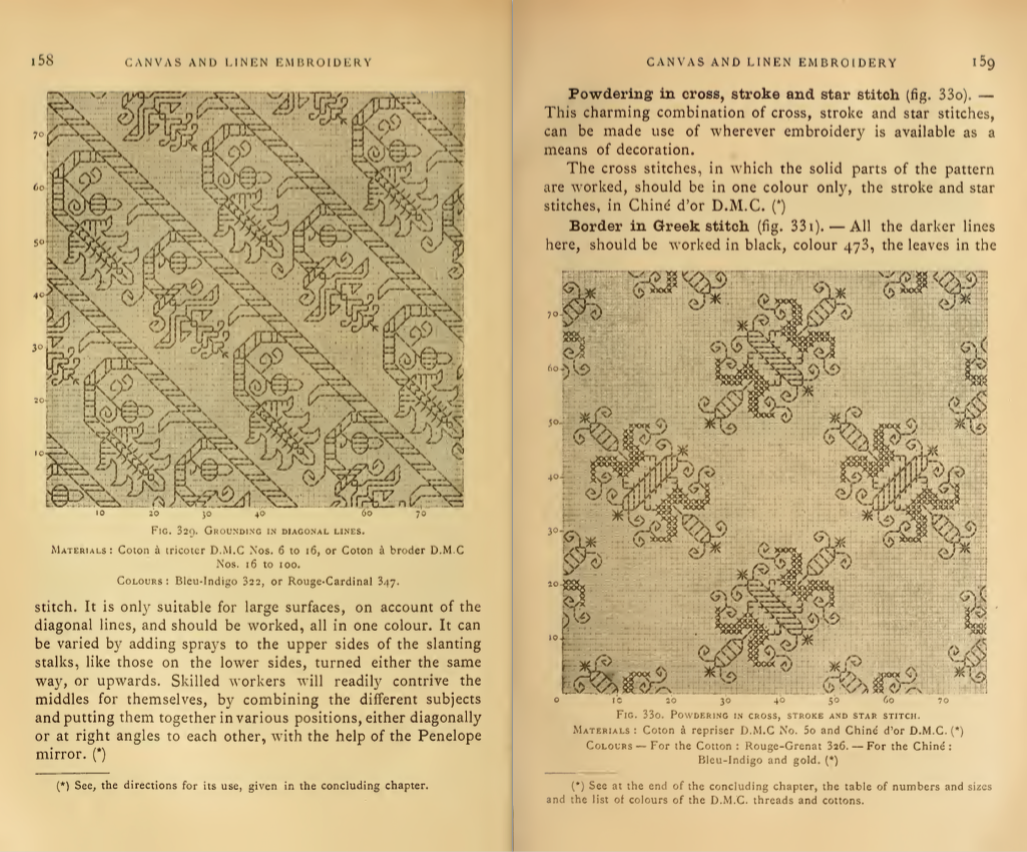 158
CANVAS AND LINEN EMBROIDERY
70
60
50
40
30
20
10
10 20 30 40 60 70
Fig. 329. Grounding in diagonal lines.
Materials : Coton à tricoter D.M.C Nos. 6 to 16, or Coton à broder D.M.C
Nos. 16 to 100.
Colours : Bleu-Indigo 322, or Rouge-Cardinal 347.
stitch. It is only suitable for large surfaces, on account of the
diagonal lines, and should be worked, all in one colour. It can
be varied by adding sprays to the upper sides of the slanting
stalks, like those on the lower sides, turned either the same
way, or upwards. Skilled workers will readily contrive the
middles for themselves, by combining the different subjects
and putting them together in various positions, either diagonally
or at right angles to each other, with the help of the Penelope
mirror. (*)
(*) See, the directions for its use, given in the concluding chapter.
CANVAS AND LINEN EMBROIDERY
159
Powdering in cross, stroke and star stitch (fig. 330). —
This charming combination of cross, stroke and star stitches,
can be made use of wherever embroidery is available as a
means of decoration.
The cross stitches, in which the solid parts of the pattern
are worked, should be in one colour only, the stroke and star
stitches, in Chiné d'or D.M.C. (*)
Border in Greek stitch (fig. 331). — All the darker lines
here, should be worked in black, colour 473, the leaves in the
70
60
50
40
30
20
10
0 10 20 30 40 50 60 70
Fig. 330. Powdering in cross, stroke and star stitch.
Materials : Coton à repriser D.M.C No. 50 and Chiné d'or D.M.C. (*)
Colours — For the Cotton : Rouge-Grenat 326. — For the Chiné :
Bleu-Indigo and gold. (*)
(*) See at the end of the concluding chapter, the table of numbers and sizes
and the list of colours of the D.M.C. threads and cottons.